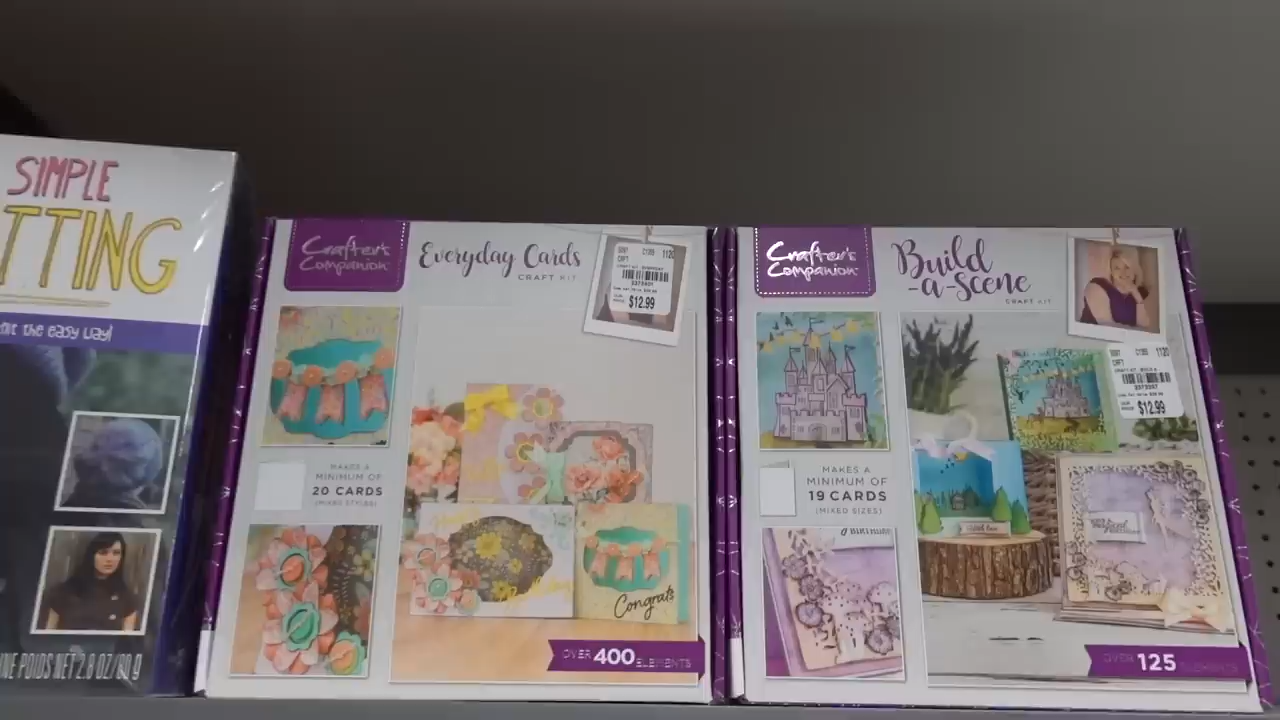 SIMPLE
TTING
the easy way!
POIDS NET 2.8 OZ/80 g
Crafter's
Companion
Everyday Cards
CRAFT KIT
$12.99
MAKES A
MINIMUM OF
20 CARDS
(MIXED STYLES)
Congrats
OVER 400 ELEMENTS
Crafter's
Companion
Build
-a-Scene
CRAFT KIT
$12.99
MAKES A
MINIMUM OF
19 CARDS
(MIXED SIZES)
OVER 125 ELEMENTS